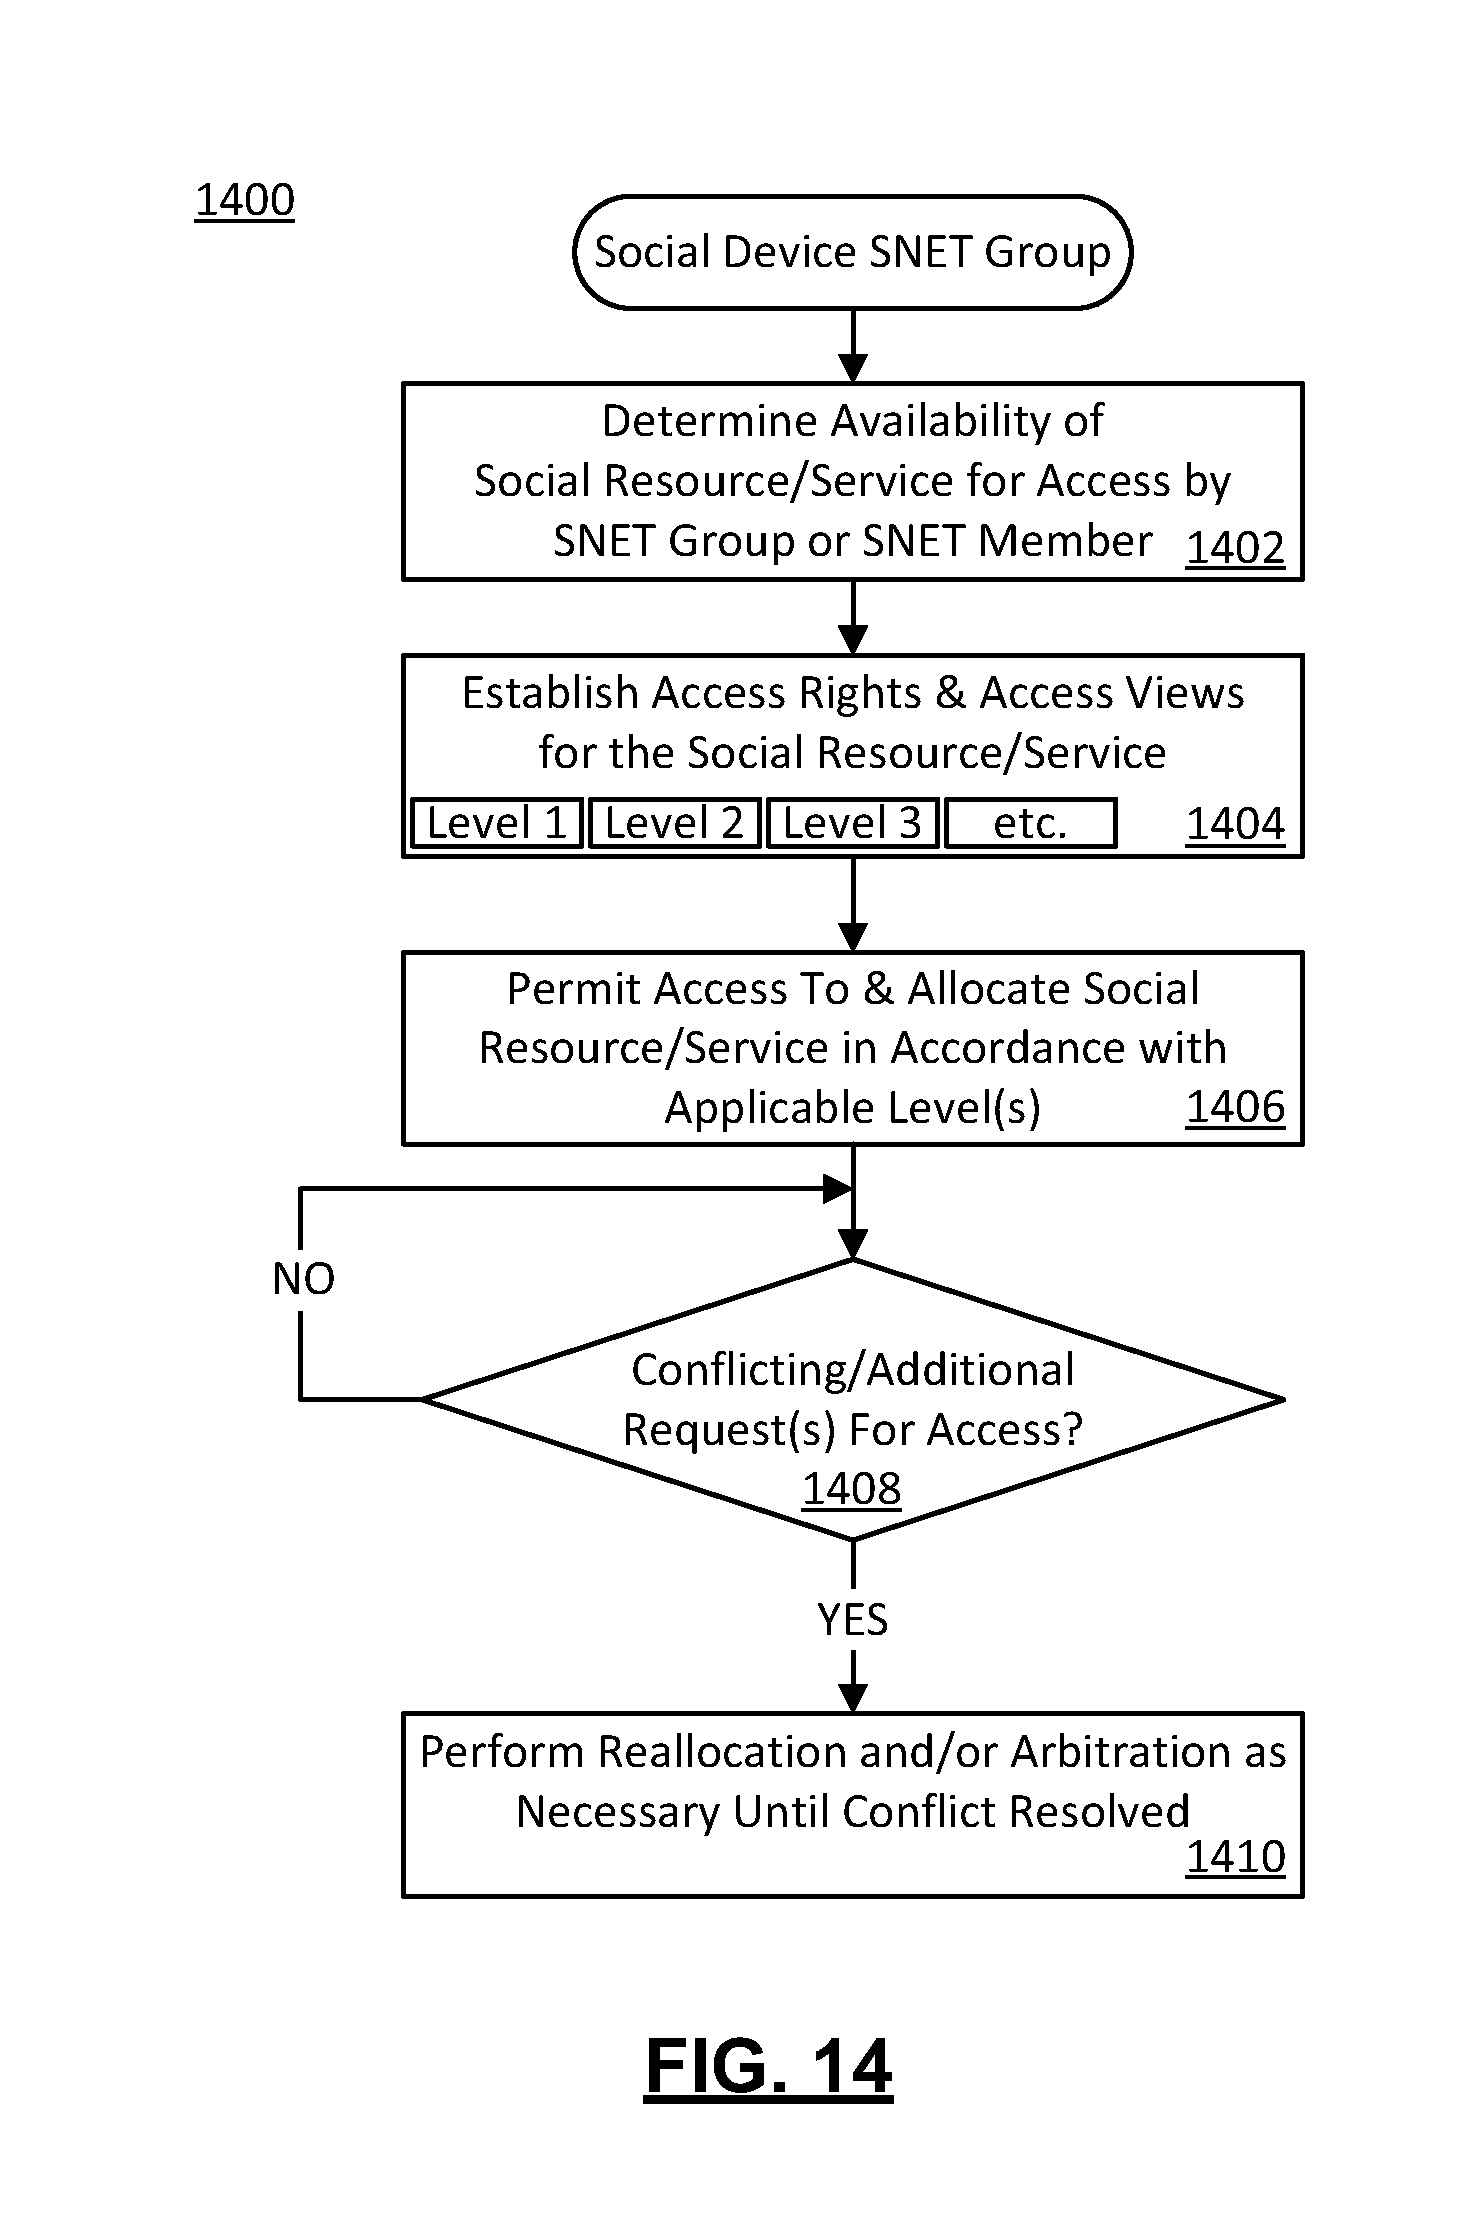 1400
Social Device SNET Group
Determine Availability of
Social Resource/Service for Access by
SNET Group or SNET Member
1402
Establish Access Rights & Access Views
for the Social Resource/Service
Level 1 Level 2 Level 3 etc.
1404
Permit Access To & Allocate Social
Resource/Service in Accordance with
Applicable Level(s)
1406
NO
Conflicting/Additional
Request(s) For Access?
1408
YES
Perform Reallocation and/or Arbitration as
Necessary Until Conflict Resolved
1410
FIG. 14